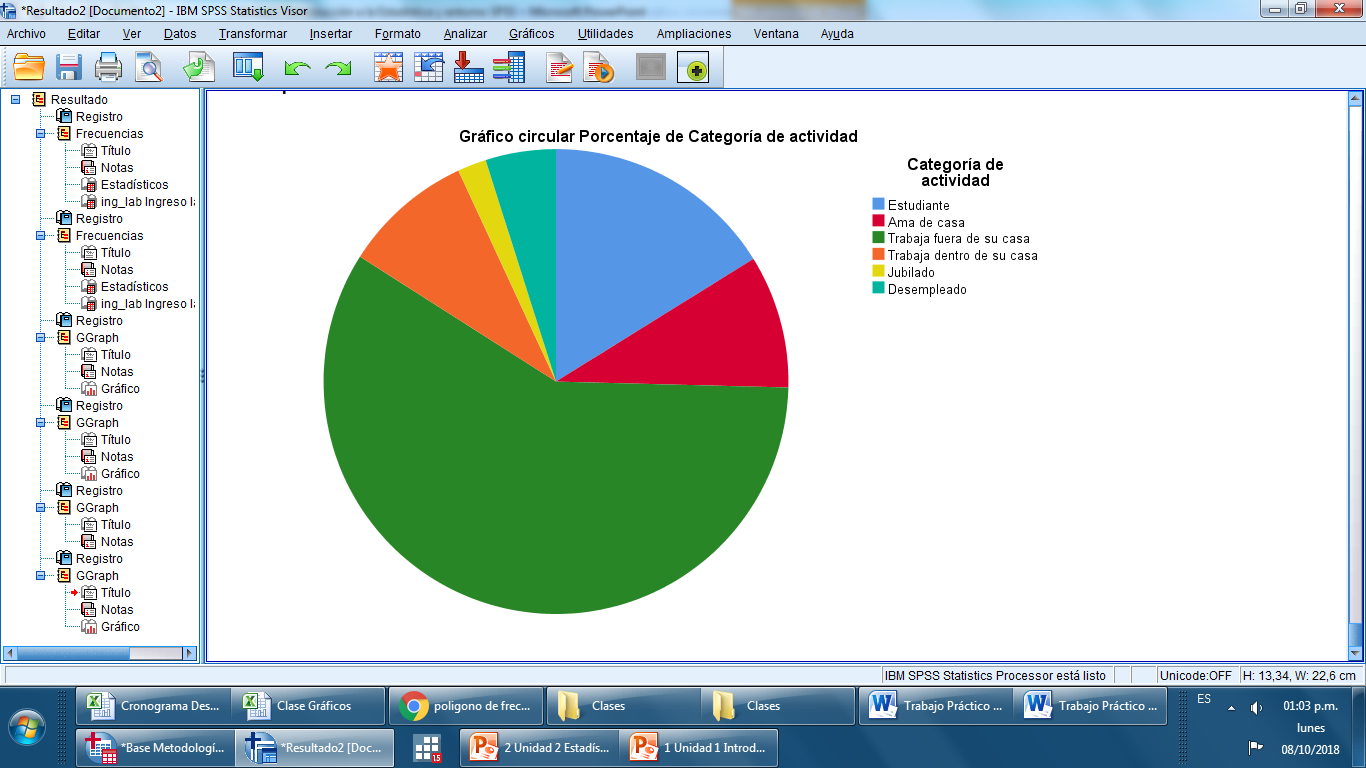 *Resultado2 [Documento2] - IBM SPSS Statistics Visor
Archivo Editar Ver Datos Transformar Insertar Formato Analizar Gráficos Utilidades Ampliaciones Ventana Ayuda
Resultado
Registro
Frecuencias
Título
Notas
Estadísticos
ing_lab Ingreso l
Registro
Frecuencias
Título
Notas
Estadísticos
ing_lab Ingreso l
Registro
GGraph
Título
Notas
Gráfico
Registro
GGraph
Título
Notas
Gráfico
Registro
GGraph
Título
Notas
Registro
GGraph
Título
Notas
Gráfico
Gráfico circular Porcentaje de Categoría de actividad
Categoría de
actividad
Estudiante
Ama de casa
Trabaja fuera de su casa
Trabaja dentro de su casa
Jubilado
Desempleado
IBM SPSS Statistics Processor está listo Unicode:OFF H: 13,34, W: 22,6 cm
Cronograma Des... Clase Gráficos poligono de frec... Clases Clases Trabajo Práctico ... Trabajo Práctico ...
*Base Metodologí... *Resultado2 [Doc... 15 2 Unidad 2 Estadís... 1 Unidad 1 Introd...
ES
01:03 p.m.
lunes
08/10/2018